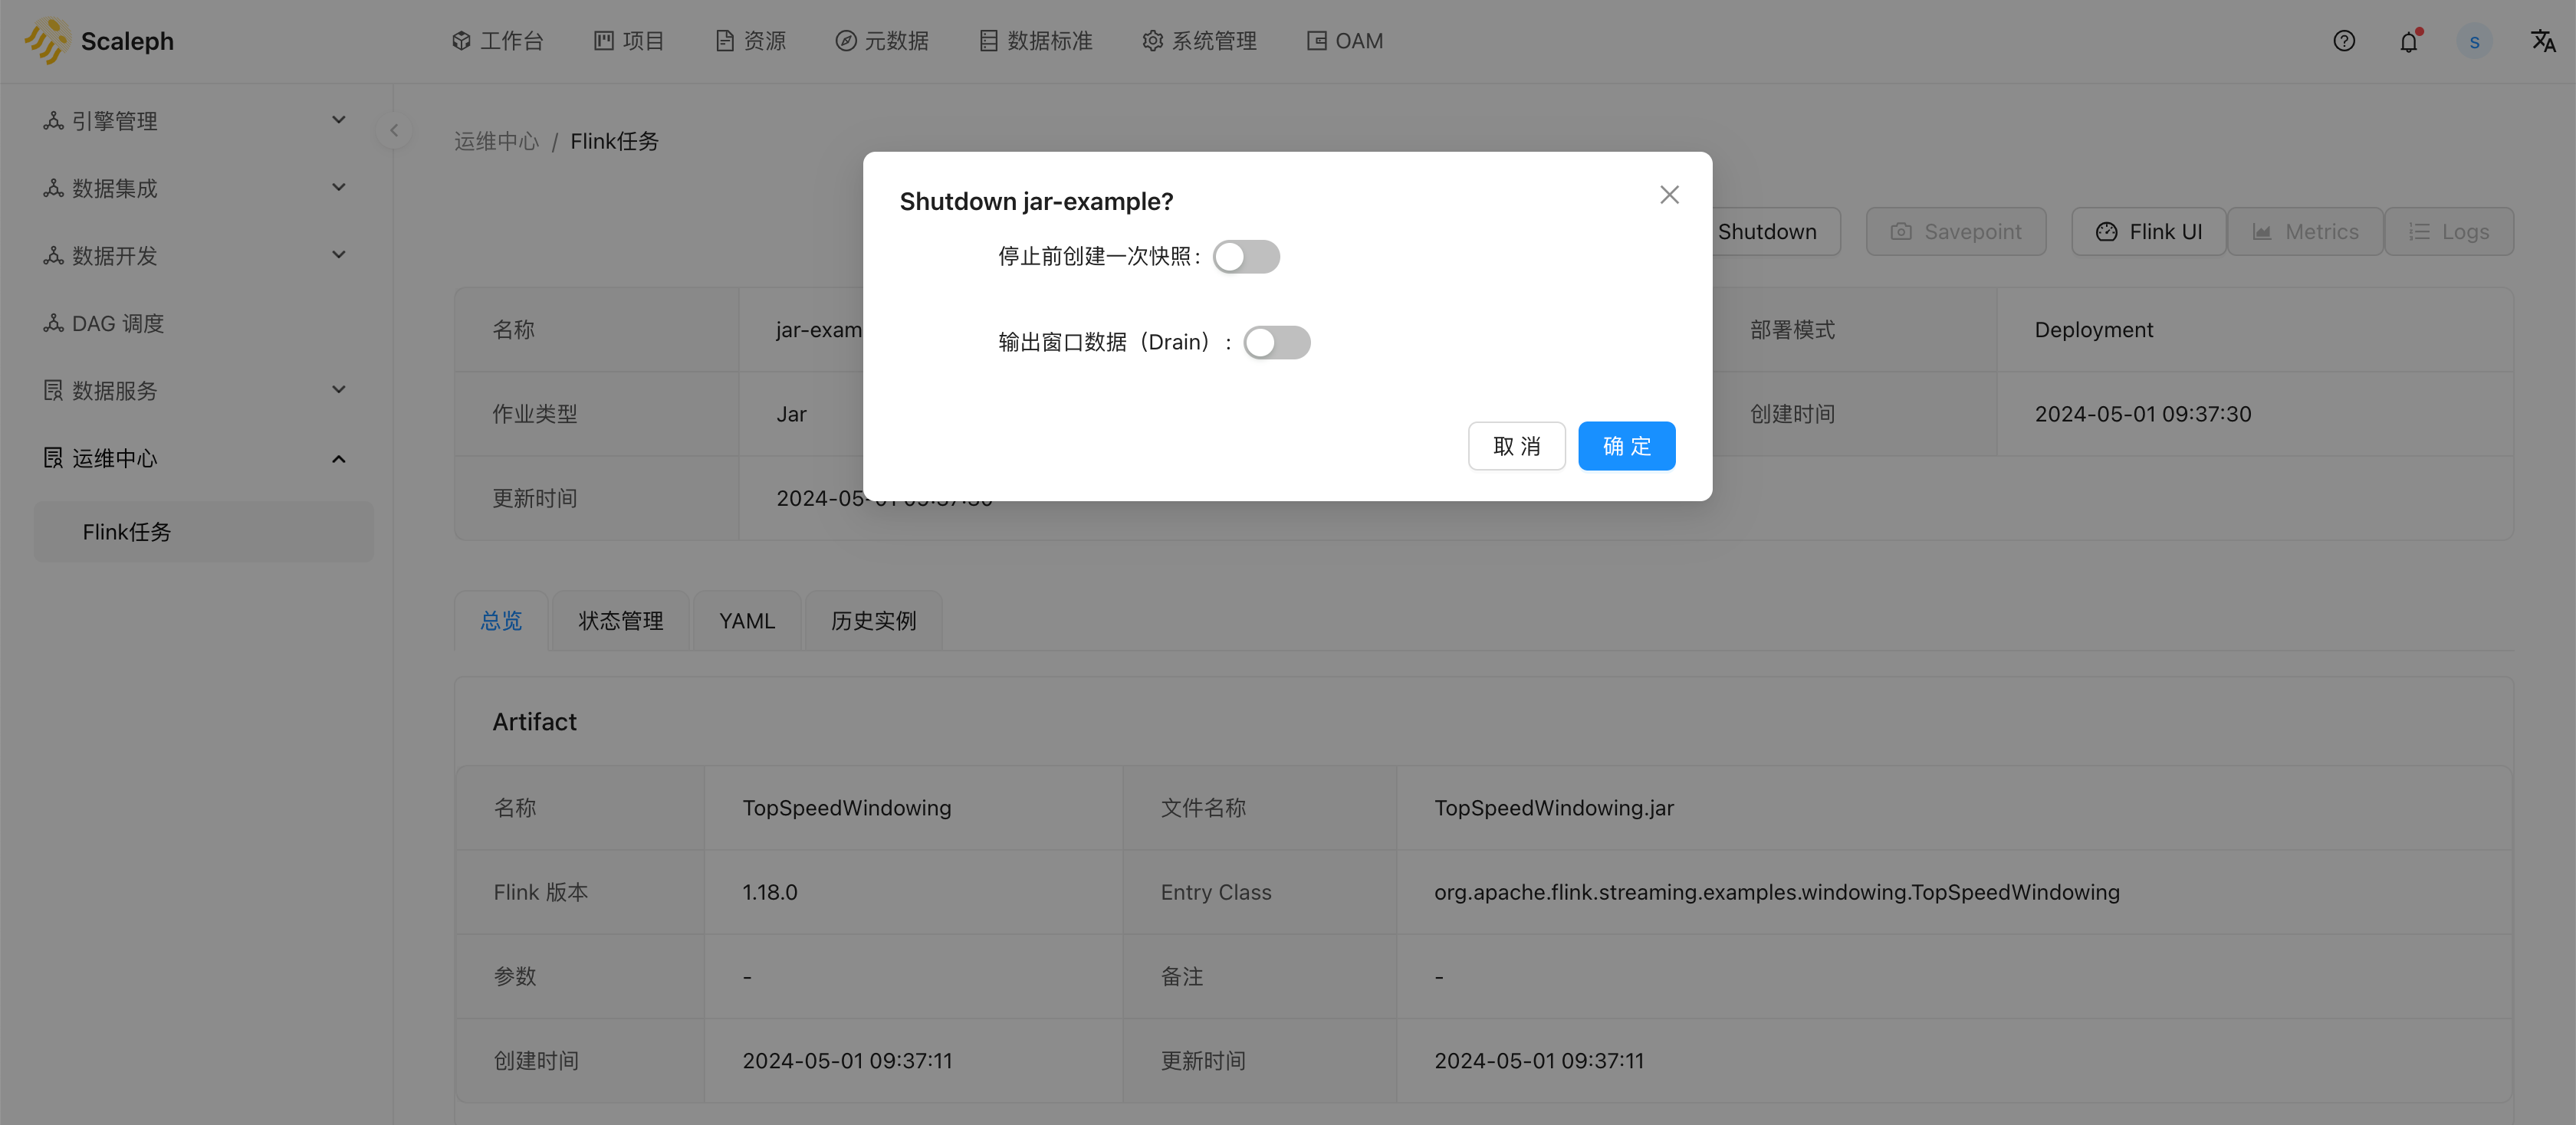 Scaleph
工作台 项目 资源 元数据 数据标准 系统管理 OAM
S
引擎管理
数据集成
数据开发
DAG 调度
数据服务
运维中心
Flink任务
运维中心 / Flink任务
Shutdown Savepoint Flink UI Metrics Logs
Shutdown jar-example?
停止前创建一次快照:
输出窗口数据（Drain）:
取 消 确 定
名称 jar-exam 部署模式 Deployment
作业类型 Jar 创建时间 2024-05-01 09:37:30
更新时间 2024-05-01 09:37:30
总览 状态管理 YAML 历史实例
Artifact
名称 TopSpeedWindowing 文件名称 TopSpeedWindowing.jar
Flink 版本 1.18.0 Entry Class org.apache.flink.streaming.examples.windowing.TopSpeedWindowing
参数 - 备注 -
创建时间 2024-05-01 09:37:11 更新时间 2024-05-01 09:37:11